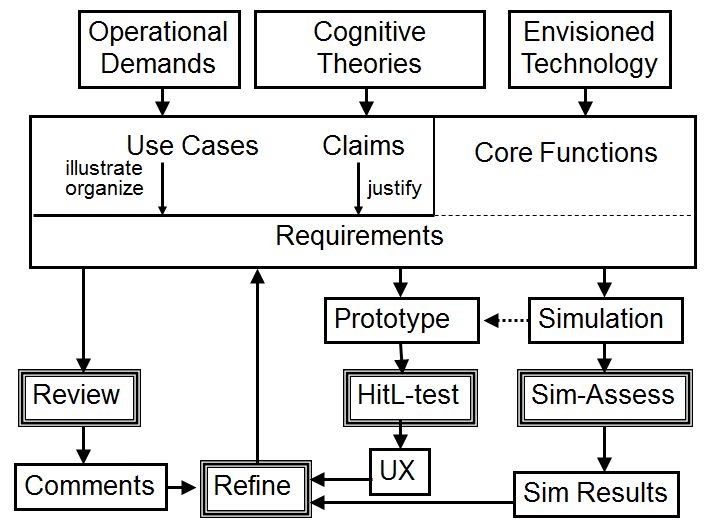 Operational
Demands
Cognitive
Theories
Envisioned
Technology
Use Cases
Claims
Core Functions
illustrate
organize
justify
Requirements
Prototype
Simulation
Review
HitL-test
Sim-Assess
Comments
Refine
UX
Sim Results